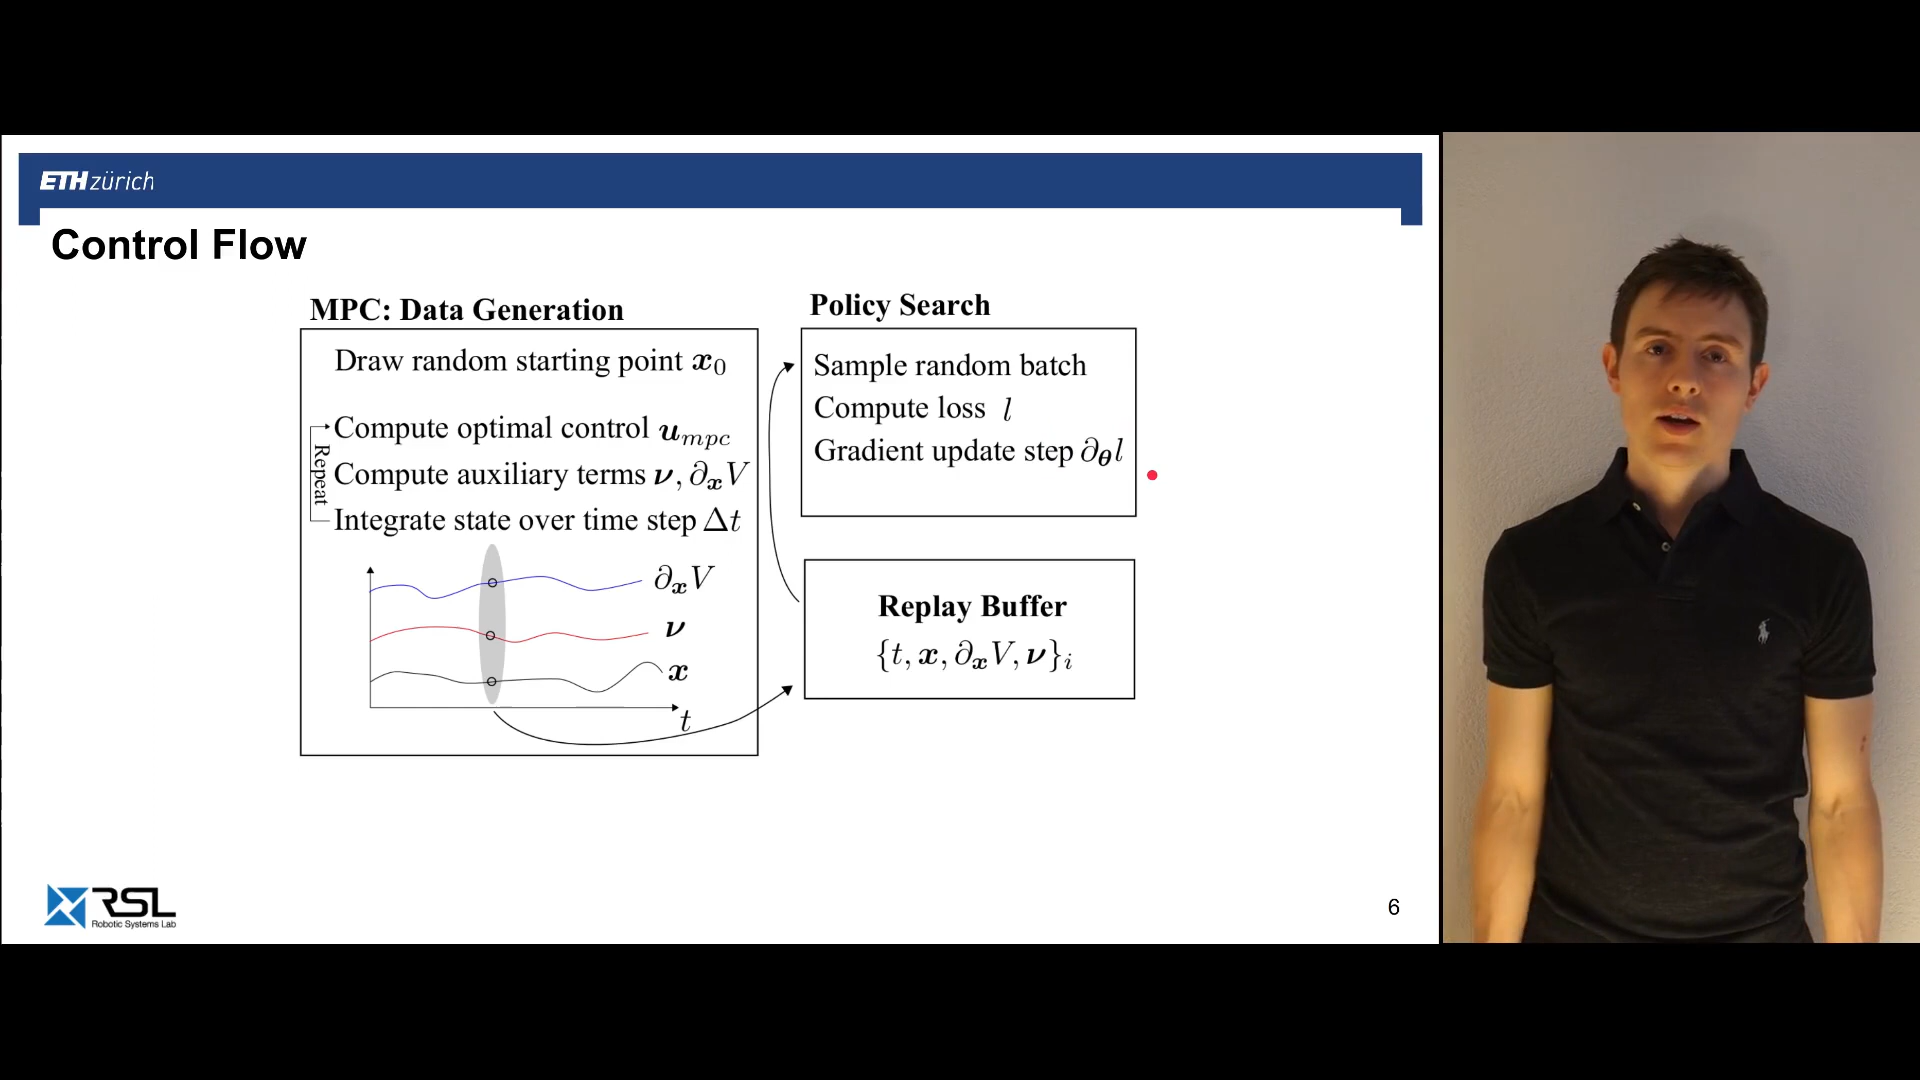 ETH zürich
Control Flow
MPC: Data Generation
Draw random starting point x₀
Repeat
Compute optimal control u_mpc
Compute auxiliary terms ν, ∂ₓV
Integrate state over time step Δt
∂ₓV
ν
x
t
Policy Search
Sample random batch
Compute loss l
Gradient update step ∂_θ l
Replay Buffer
{t, x, ∂ₓV, ν}ᵢ
RSL
Robotic Systems Lab
6